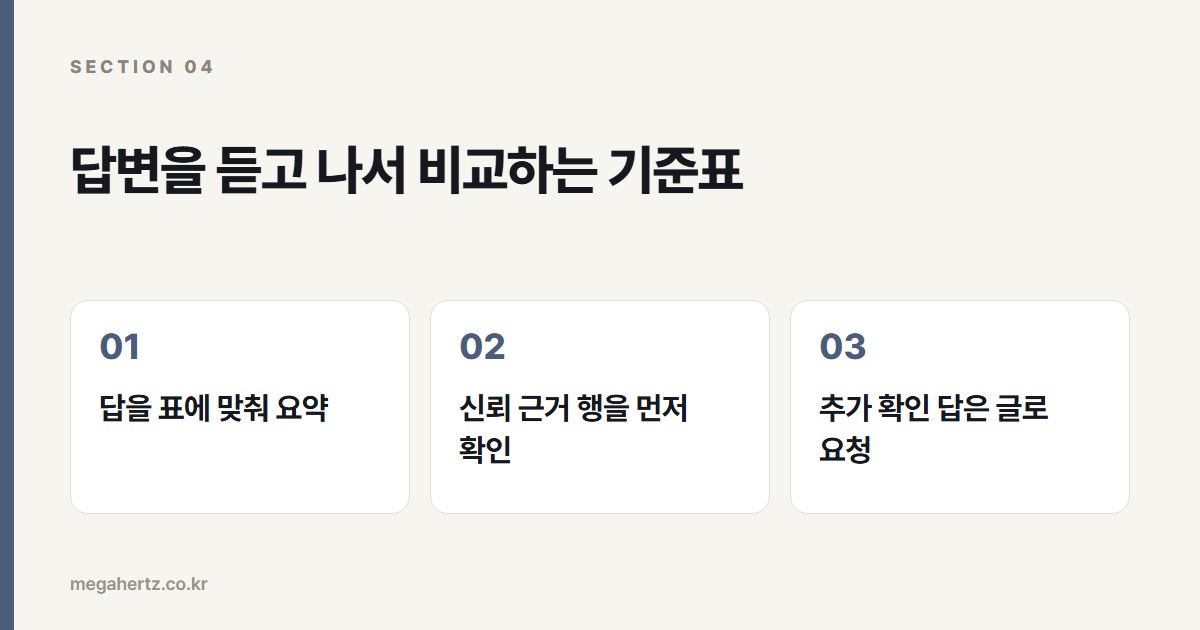 SECTION 04
답변을 듣고 나서 비교하는 기준표
01
답을 표에 맞춰 요약
02
신뢰 근거 행을 먼저
확인
03
추가 확인 답은 글로
요청
megahertz.co.kr